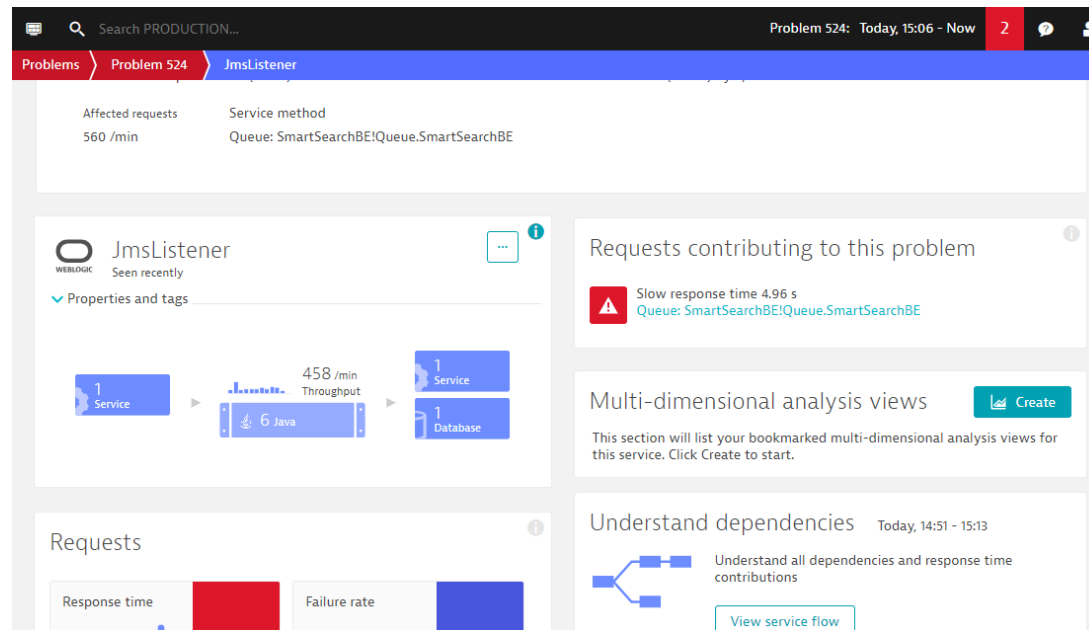 Search PRODUCTION...
Problem 524: Today, 15:06 - Now
2
Problems
Problem 524
JmsListener
Affected requests
Service method
560 /min
Queue: SmartSearchBE!Queue.SmartSearchBE
WEBLOGIC
JmsListener
Seen recently
...
Properties and tags
1
Service
458 /min
Throughput
6 Java
1
Service
1
Database
Requests contributing to this problem
Slow response time 4.96 s
Queue: SmartSearchBE!Queue.SmartSearchBE
Multi-dimensional analysis views
Create
This section will list your bookmarked multi-dimensional analysis views for
this service. Click Create to start.
Requests
Response time
Failure rate
Understand dependencies
Today, 14:51 - 15:13
Understand all dependencies and response time
contributions
View service flow